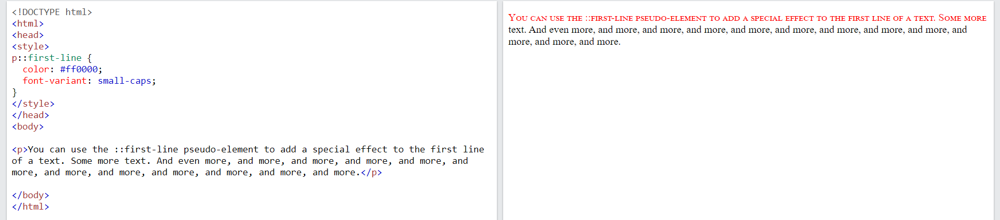 <!DOCTYPE html>
<html>
<head>
<style>
p::first-line {
  color: #ff0000;
  font-variant: small-caps;
}
</style>
</head>
<body>

<p>You can use the ::first-line pseudo-element to add a special effect to the first line
of a text. Some more text. And even more, and more, and more, and more, and more, and
more, and more, and more, and more, and more, and more, and more.</p>

</body>
</html>
You can use the ::first-line pseudo-element to add a special effect to the first line of a text. Some more
text. And even more, and more, and more, and more, and more, and more, and more, and more, and more, and
more, and more, and more.